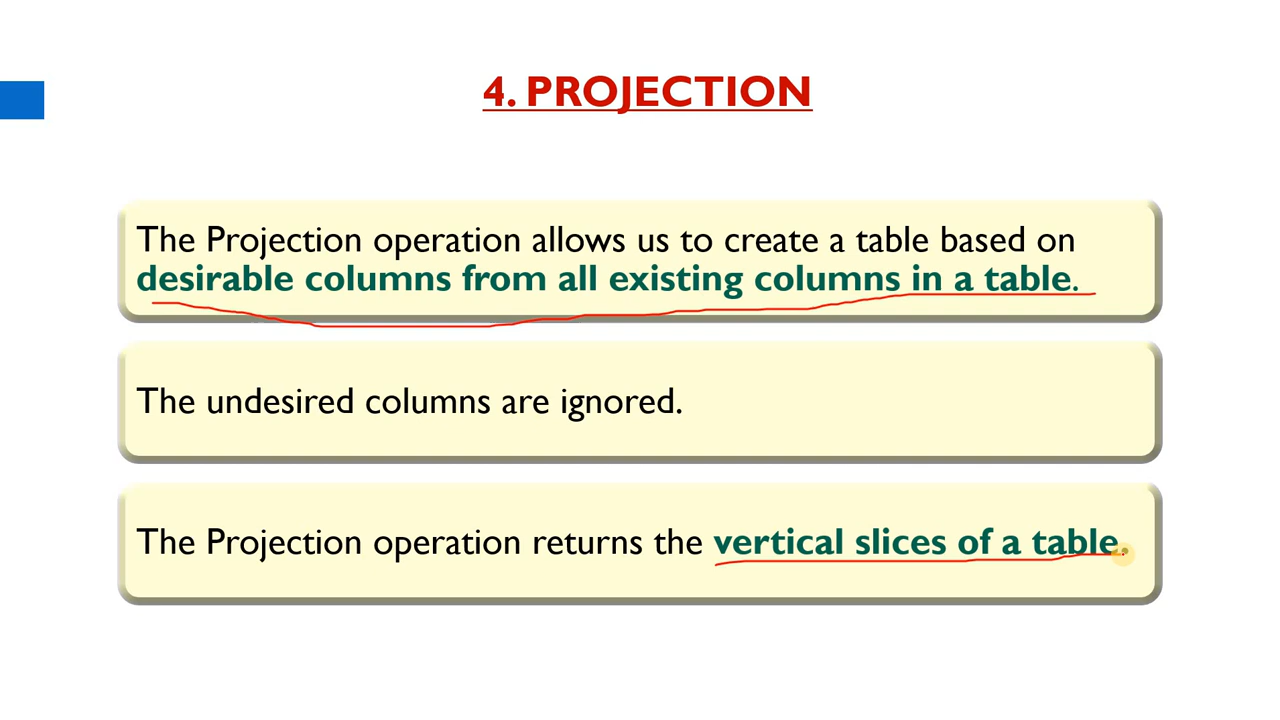 4. PROJECTION
The Projection operation allows us to create a table based on
desirable columns from all existing columns in a table.
The undesired columns are ignored.
The Projection operation returns the vertical slices of a table.